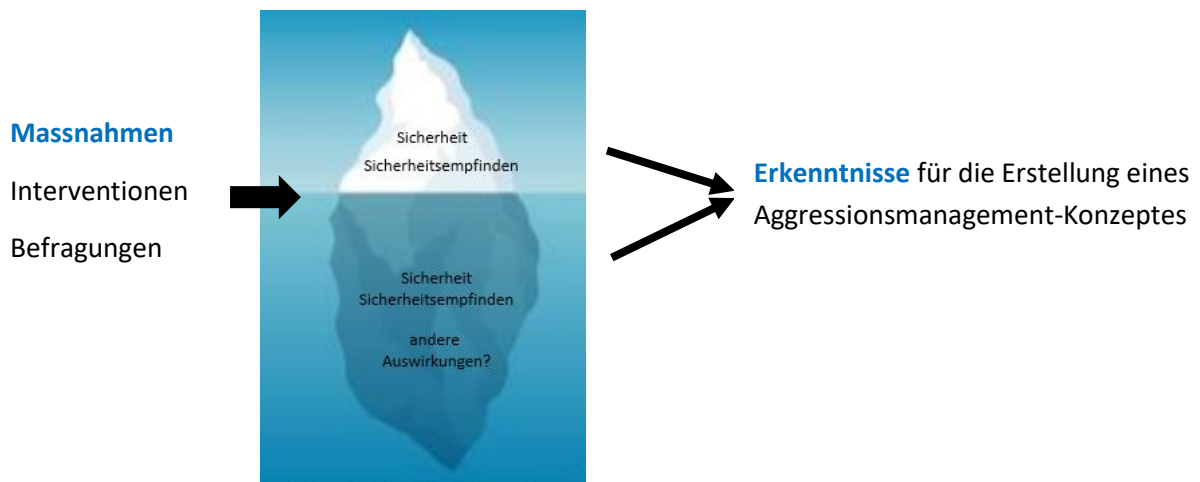 Massnahmen
Interventionen
Befragungen
Sicherheit
Sicherheitsempfinden
Sicherheit
Sicherheitsempfinden
andere
Auswirkungen?
Erkenntnisse für die Erstellung eines
Aggressionsmanagement-Konzeptes